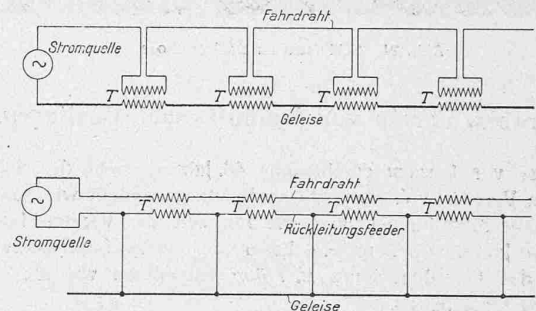 Fahrdraht
Stromquelle
T T T T
Geleise
Fahrdraht
T T T T
Rückleitungsfeeder
Stromquelle
Geleise